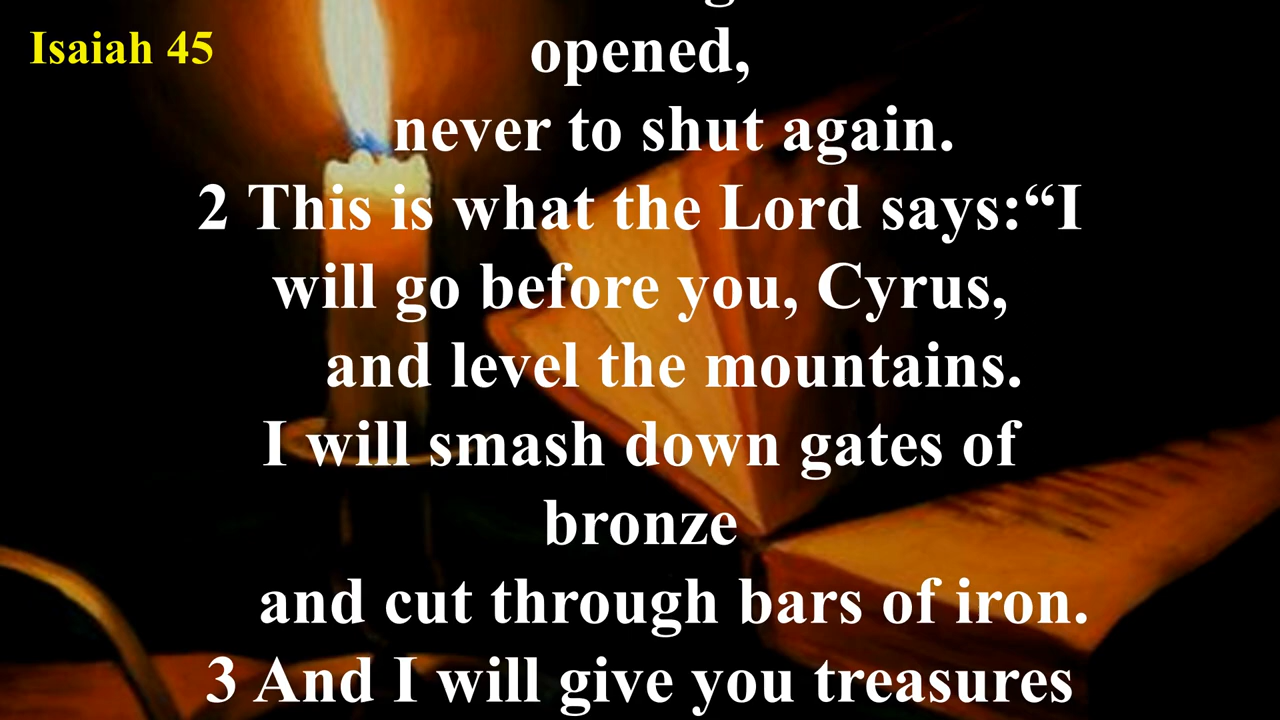 Isaiah 45
opened,
never to shut again.
2 This is what the Lord says:“I
will go before you, Cyrus,
and level the mountains.
I will smash down gates of
bronze
and cut through bars of iron.
3 And I will give you treasures